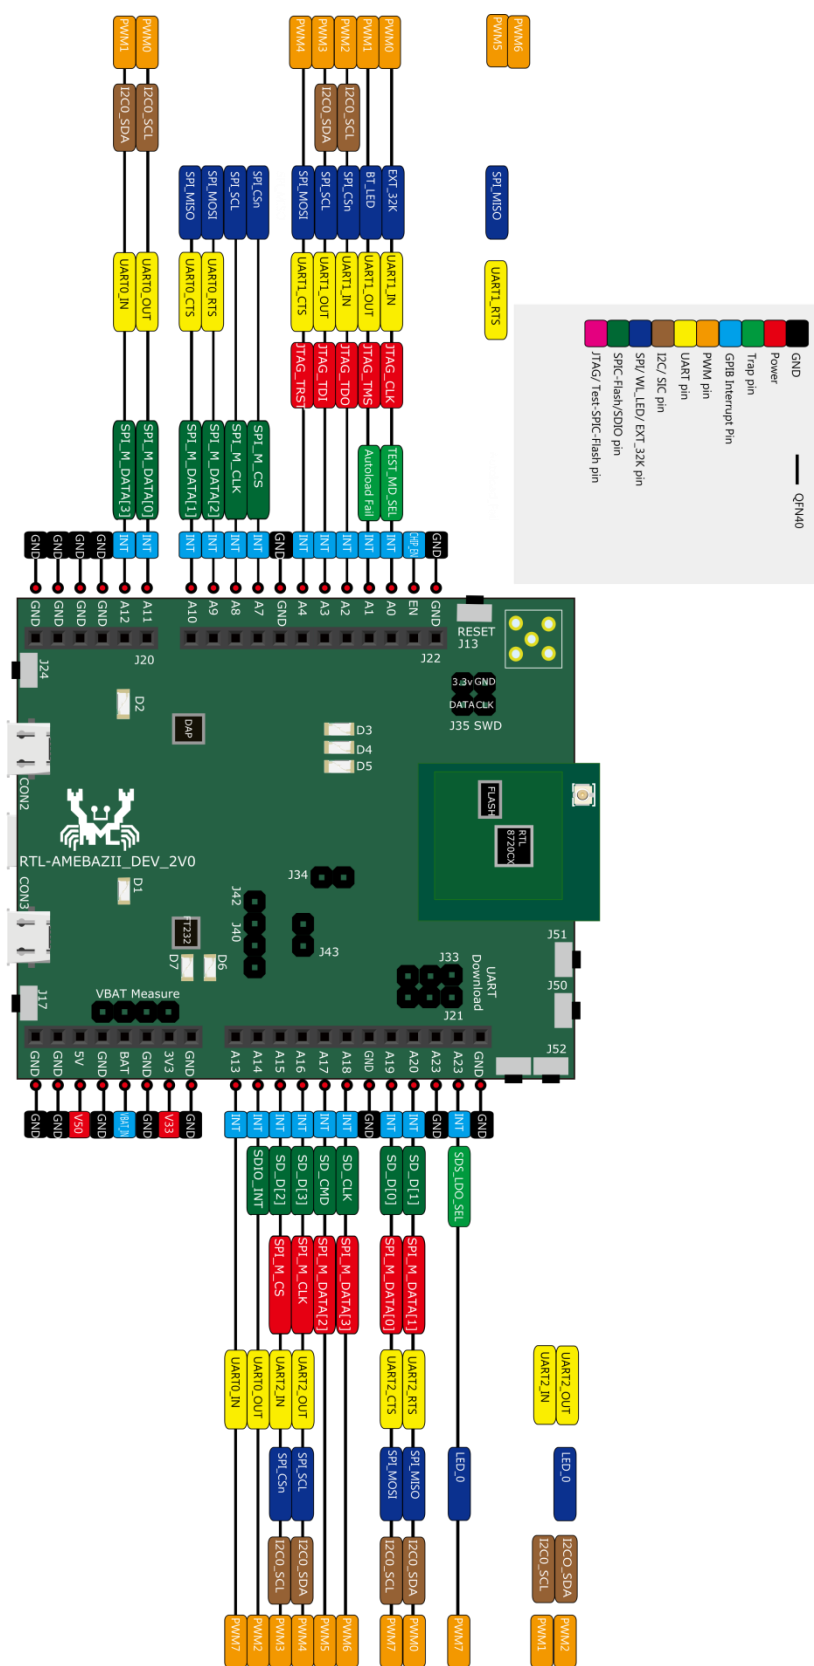 PWM1
PWM0
PWM4
PWM3
PWM2
PWM1
PWM0
PWM5
PWM6
I2C0_SDA
I2C0_SCL
I2C0_SDA
I2C0_SCL
SPI_MISO
SPI_MOSI
SPI_SCL
SPI_CSn
SPI_MOSI
SPI_SCL
SPI_CSn
BT_LED
EXT_32K
SPI_MISO
UART0_IN
UART0_OUT
UART0_CTS
UART0_RTS
UART1_CTS
UART1_OUT
UART1_IN
UART1_OUT
UART1_IN
UART1_RTS
JTAG_TRST
JTAG_TDI
JTAG_TDO
JTAG_TMS
JTAG_CLK
SPI_M_DATA[3]
SPI_M_DATA[0]
SPI_M_DATA[1]
SPI_M_DATA[2]
SPI_M_CLK
SPI_M_CS
Autoload Fail
TEST_MD_SEL
GND
QFN40
Power
Trap pin
GPIB Interrupt Pin
PWM pin
UART pin
I2C/ SIC pin
SPI/ WL_LED/ EXT_32K pin
SPIC-Flash/SDIO pin
JTAG/ Test-SPIC-Flash pin
GND
GND
GND
GND
INT
INT
INT
INT
INT
INT
GND
INT
INT
INT
INT
INT
CHIP_EN
GND
GND
GND
GND
GND
A12
A11
A10
A9
A8
A7
GND
A4
A3
A2
A1
A0
EN
GND
RESET
J13
J24
J20
J22
D2
DAP
D3
D4
D5
3.3v GND
DATA CLK
J35 SWD
CON2
FLASH
RTL
8720CX
RTL-AMEBAZII_DEV_2V0
CON3
D1
J34
J42
J40
J43
FT232
D7
D6
J33
J21
UART
Download
J51
J50
J52
J17
VBAT Measure
GND
GND
5V
GND
BAT
GND
3V3
GND
A13
A14
A15
A16
A17
A18
GND
A19
A20
A23
A23
GND
GND
GND
V50
GND
VBAT_IN
GND
V33
GND
INT
INT
INT
INT
INT
INT
GND
INT
INT
GND
INT
GND
SDIO_INT
SD_D[2]
SD_D[3]
SD_CMD
SD_CLK
SD_D[0]
SD_D[1]
SDS_LDO_SEL
SPI_M_CS
SPI_M_CLK
SPI_M_DATA[2]
SPI_M_DATA[3]
SPI_M_DATA[0]
SPI_M_DATA[1]
UART0_IN
UART0_OUT
UART2_IN
UART2_OUT
UART2_CTS
UART2_RTS
UART2_IN
UART2_OUT
SPI_CSn
SPI_SCL
SPI_MOSI
SPI_MISO
LED_0
LED_0
I2C0_SCL
I2C0_SDA
I2C0_SCL
I2C0_SDA
I2C0_SCL
I2CO_SDA
PWM7
PWM2
PWM3
PWM4
PWM5
PWM6
PWM7
PWM0
PWM7
PWM1
PWM2